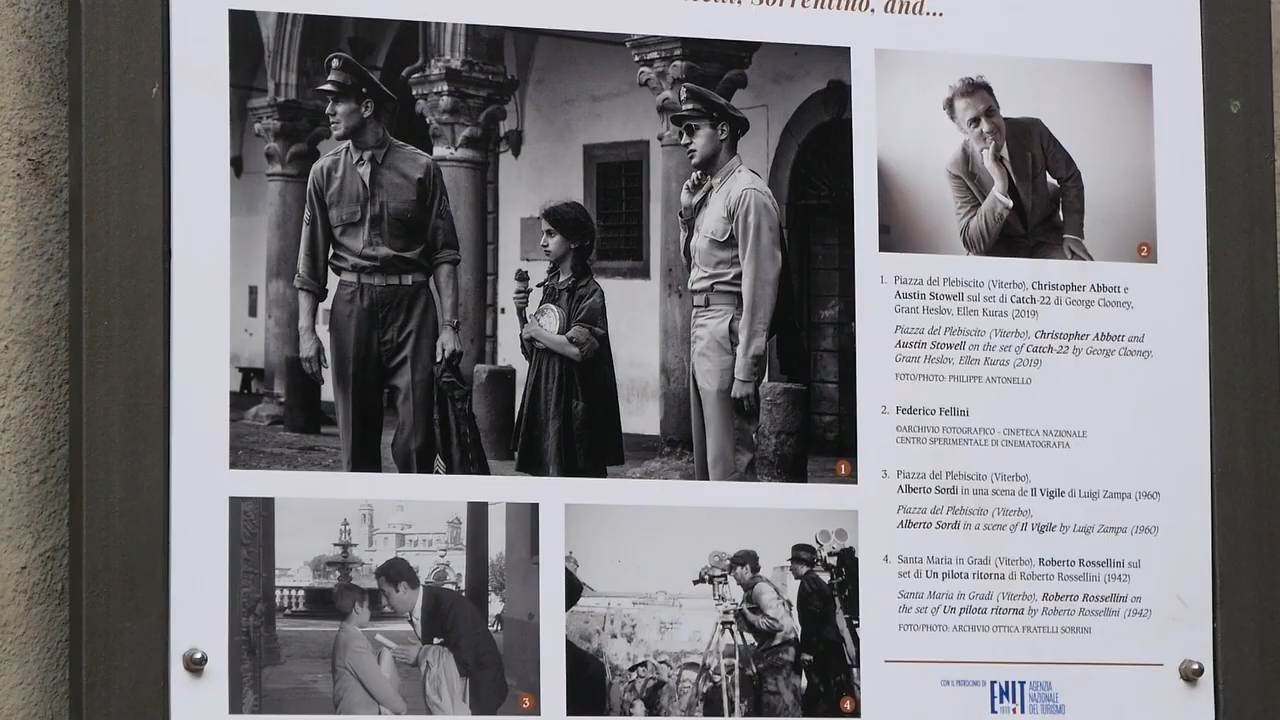 Sorrentino, and...
1
2
1. Piazza del Plebiscito (Viterbo), Christopher Abbott e
Austin Stowell sul set di Catch-22 di George Clooney,
Grant Heslov, Ellen Kuras (2019)
Piazza del Plebiscito (Viterbo), Christopher Abbott and
Austin Stowell on the set of Catch-22 by George Clooney,
Grant Heslov, Ellen Kuras (2019)
FOTO/PHOTO: PHILIPPE ANTONELLO
2. Federico Fellini
©ARCHIVIO FOTOGRAFICO - CINETECA NAZIONALE
CENTRO SPERIMENTALE DI CINEMATOGRAFIA
3. Piazza del Plebiscito (Viterbo),
Alberto Sordi in una scena de Il Vigile di Luigi Zampa (1960)
Piazza del Plebiscito (Viterbo),
Alberto Sordi in a scene of Il Vigile by Luigi Zampa (1960)
4. Santa Maria in Gradi (Viterbo), Roberto Rossellini sul
set di Un pilota ritorna di Roberto Rossellini (1942)
Santa Maria in Gradi (Viterbo), Roberto Rossellini on
the set of Un pilota ritorna by Roberto Rossellini (1942)
FOTO/PHOTO: ARCHIVIO OTTICA FRATELLI SORRINI
3
4
CON IL PATROCINIO DI
ENIT
1919
AGENZIA
NAZIONALE
DEL TURISMO